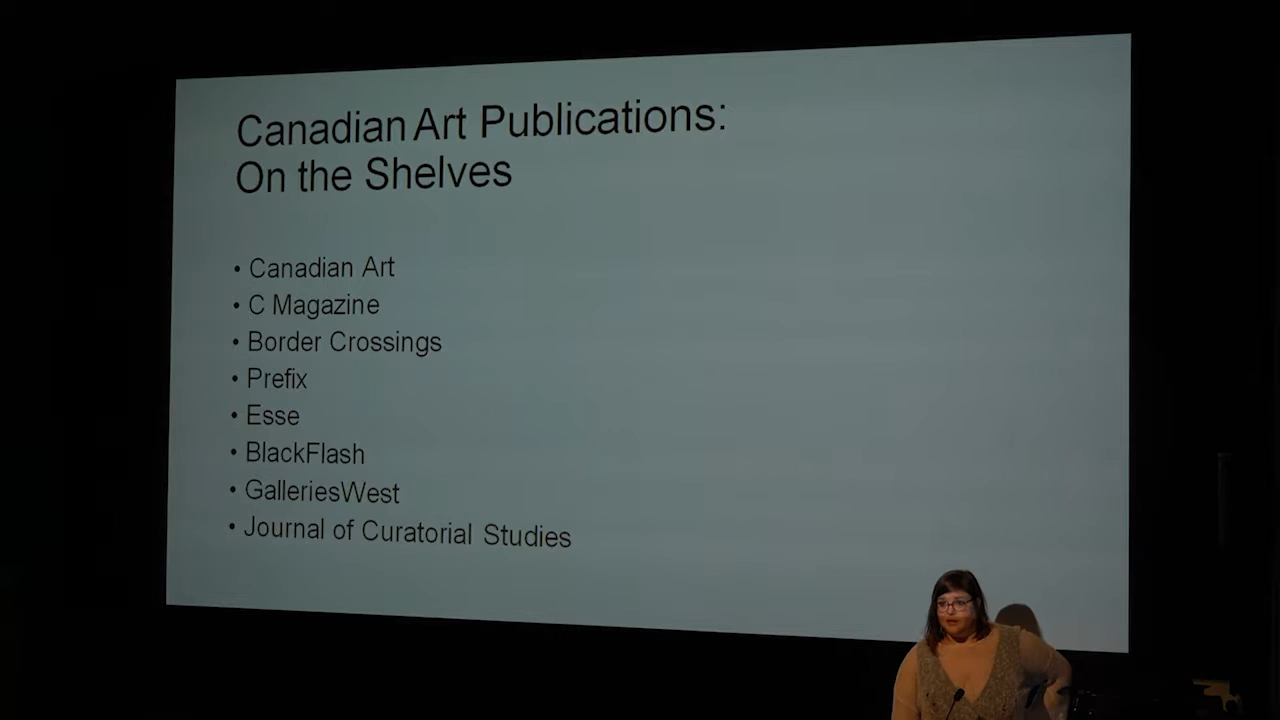 Canadian Art Publications:
On the Shelves
• Canadian Art
• C Magazine
• Border Crossings
• Prefix
• Esse
• BlackFlash
• GalleriesWest
• Journal of Curatorial Studies